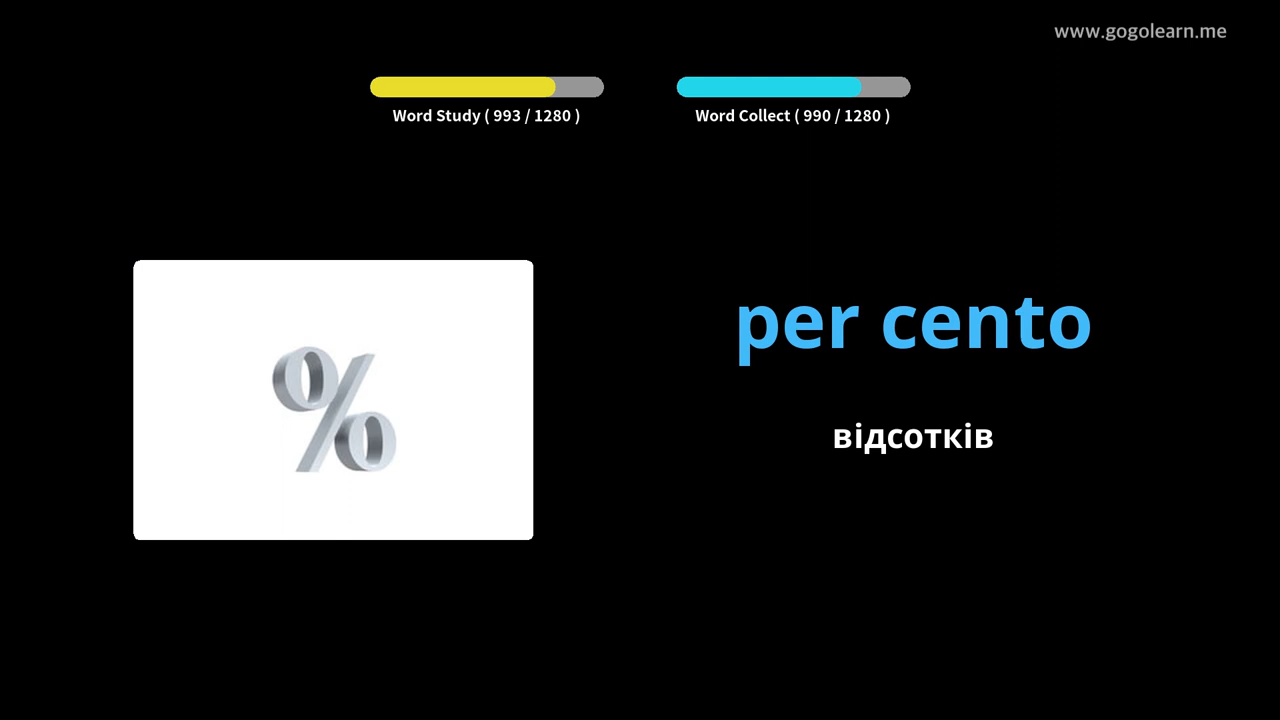 www.gogolearn.me
Word Study ( 993 / 1280 )
Word Collect ( 990 / 1280 )
%
per cento
відсотків